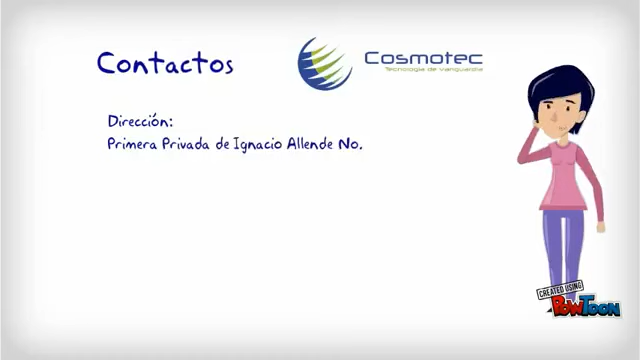 Contactos
Cosmotec
Tecnología de vanguardia
Dirección:
Primera Privada de Ignacio Allende No.
CREATED USING
POWTOON